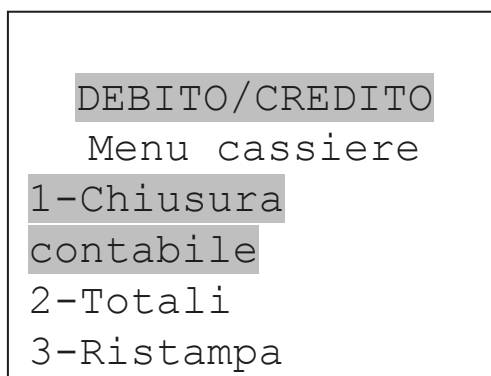 DEBITO/CREDITO
Menu cassiere
1-Chiusura
contabile
2-Totali
3-Ristampa